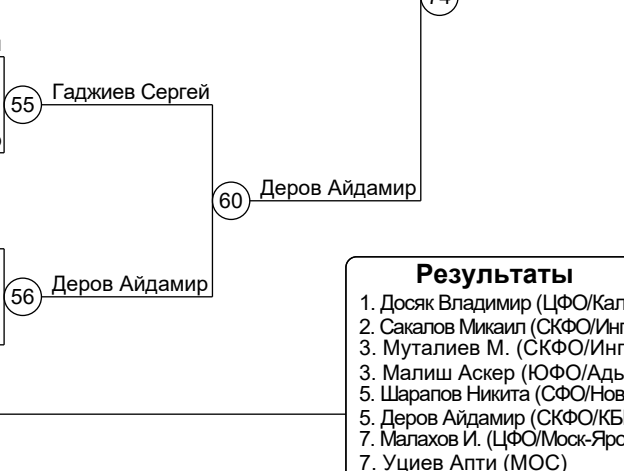 74
Гаджиев Сергей
55
Деров Айдамир
60
Деров Айдамир
56
Результаты
1. Досяк Владимир (ЦФО/Кал
2. Сакалов Микаил (СКФО/Инг
3. Муталиев М. (СКФО/Инг
3. Малиш Аскер (ЮФО/Ады
5. Шарапов Никита (СФО/Нов
5. Деров Айдамир (СКФО/КБ
7. Малахов И. (ЦФО/Моск-Яро
7. Уциев Апти (МОС)